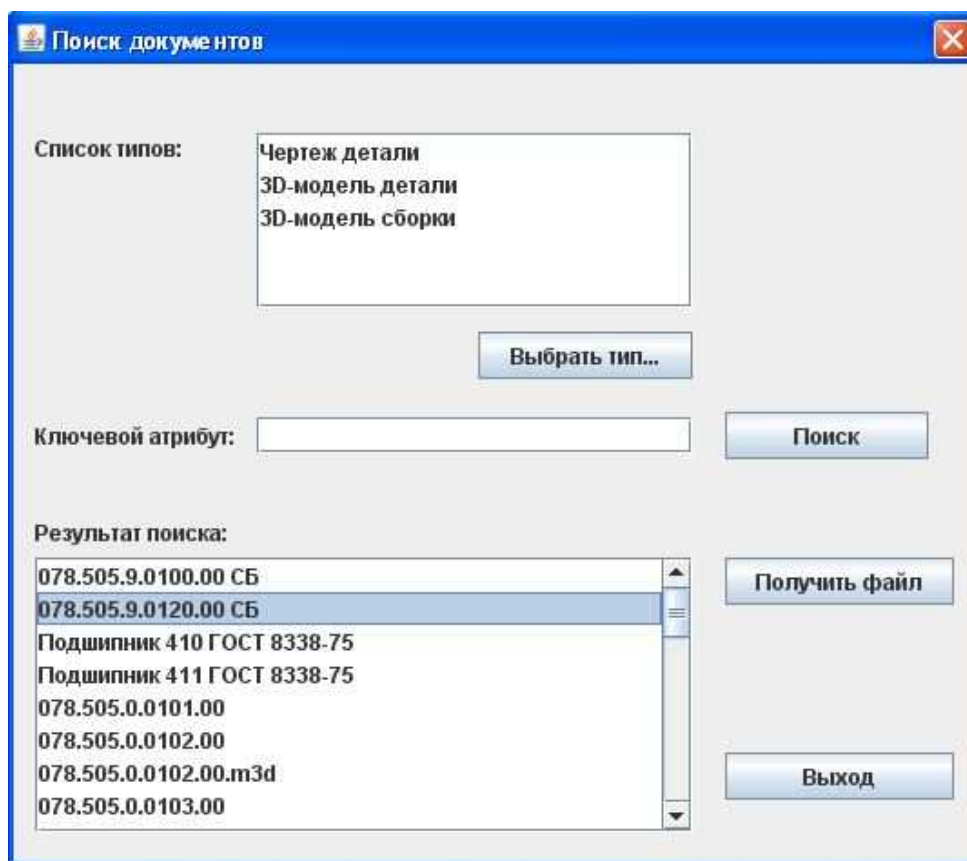 Поиск документов
Список типов:
Чертеж детали
3D-модель детали
3D-модель сборки
Выбрать тип...
Ключевой атрибут:
Поиск
Результат поиска:
078.505.9.0100.00 СБ
078.505.9.0120.00 СБ
Подшипник 410 ГОСТ 8338-75
Подшипник 411 ГОСТ 8338-75
078.505.0.0101.00
078.505.0.0102.00
078.505.0.0102.00.m3d
078.505.0.0103.00
Получить файл
Выход